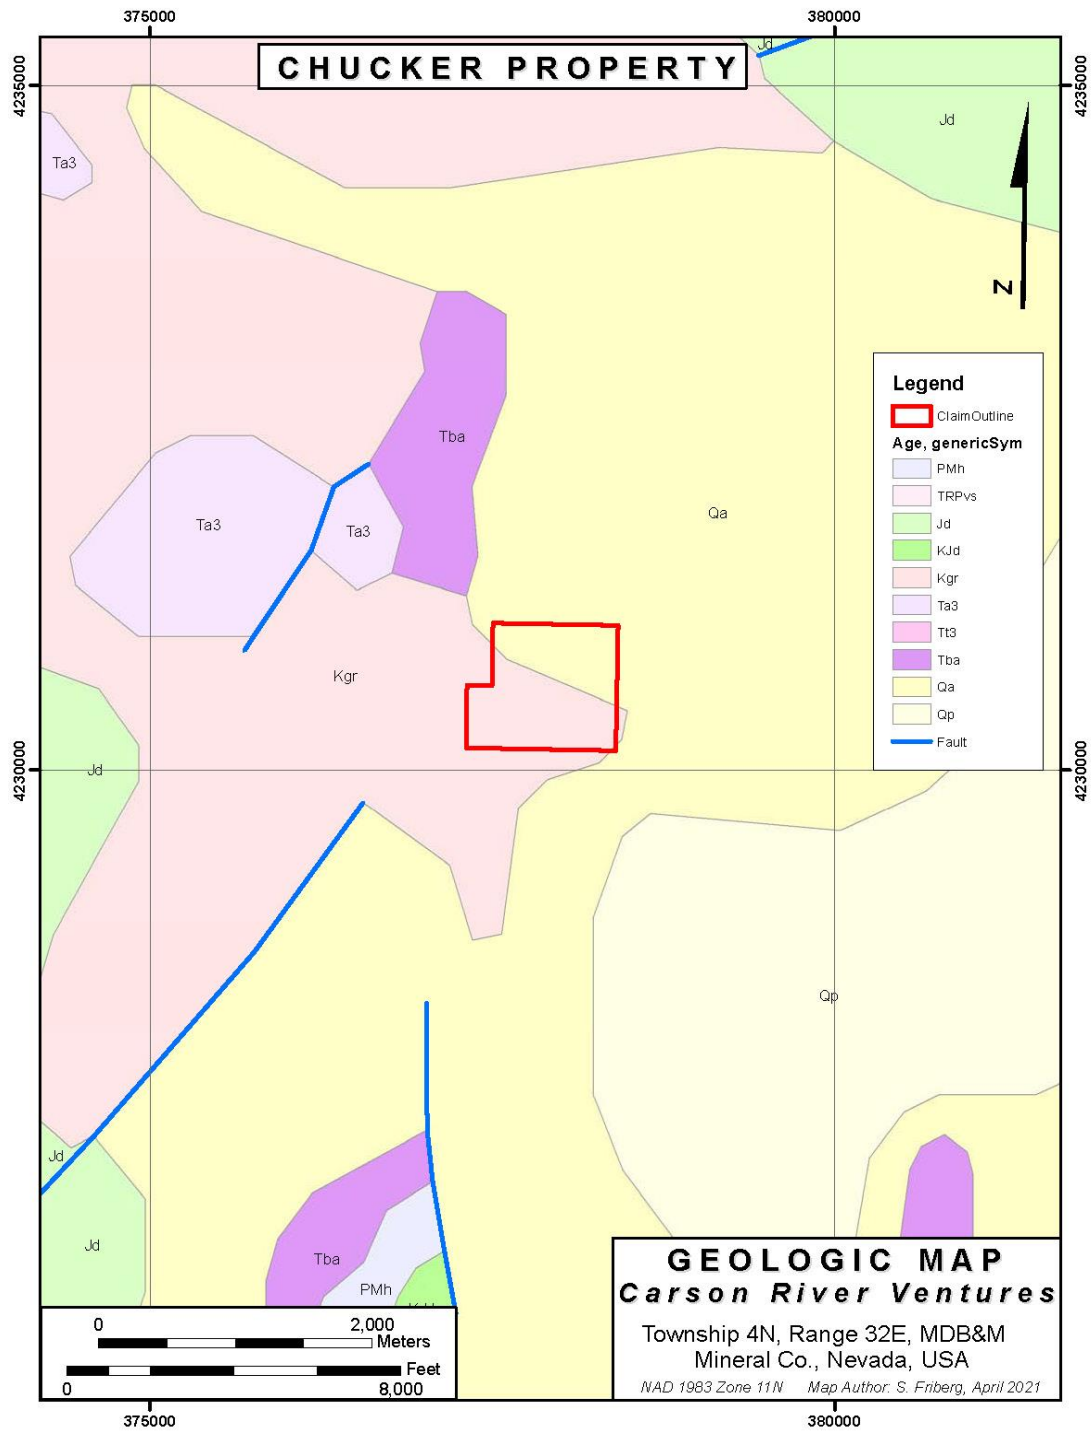 375000
380000
CHUCKER PROPERTY
Jd
4235000
4235000
Jd
Ta3
N
Legend
ClaimOutline
Age, genericSym
PMh
TRPvs
Jd
KJd
Kgr
Ta3
Tt3
Tba
Qa
Qp
Fault
Tba
Qa
Ta3
Ta3
Kgr
4230000
Jd
4230000
Qp
Jd
Jd
Tba
PMh
GEOLOGIC MAP
Carson River Ventures
Township 4N, Range 32E, MDB&M
Mineral Co., Nevada, USA
NAD 1983 Zone 11N Map Author: S. Friberg, April 2021
0 2,000
Meters
Feet
0 8,000
375000
380000